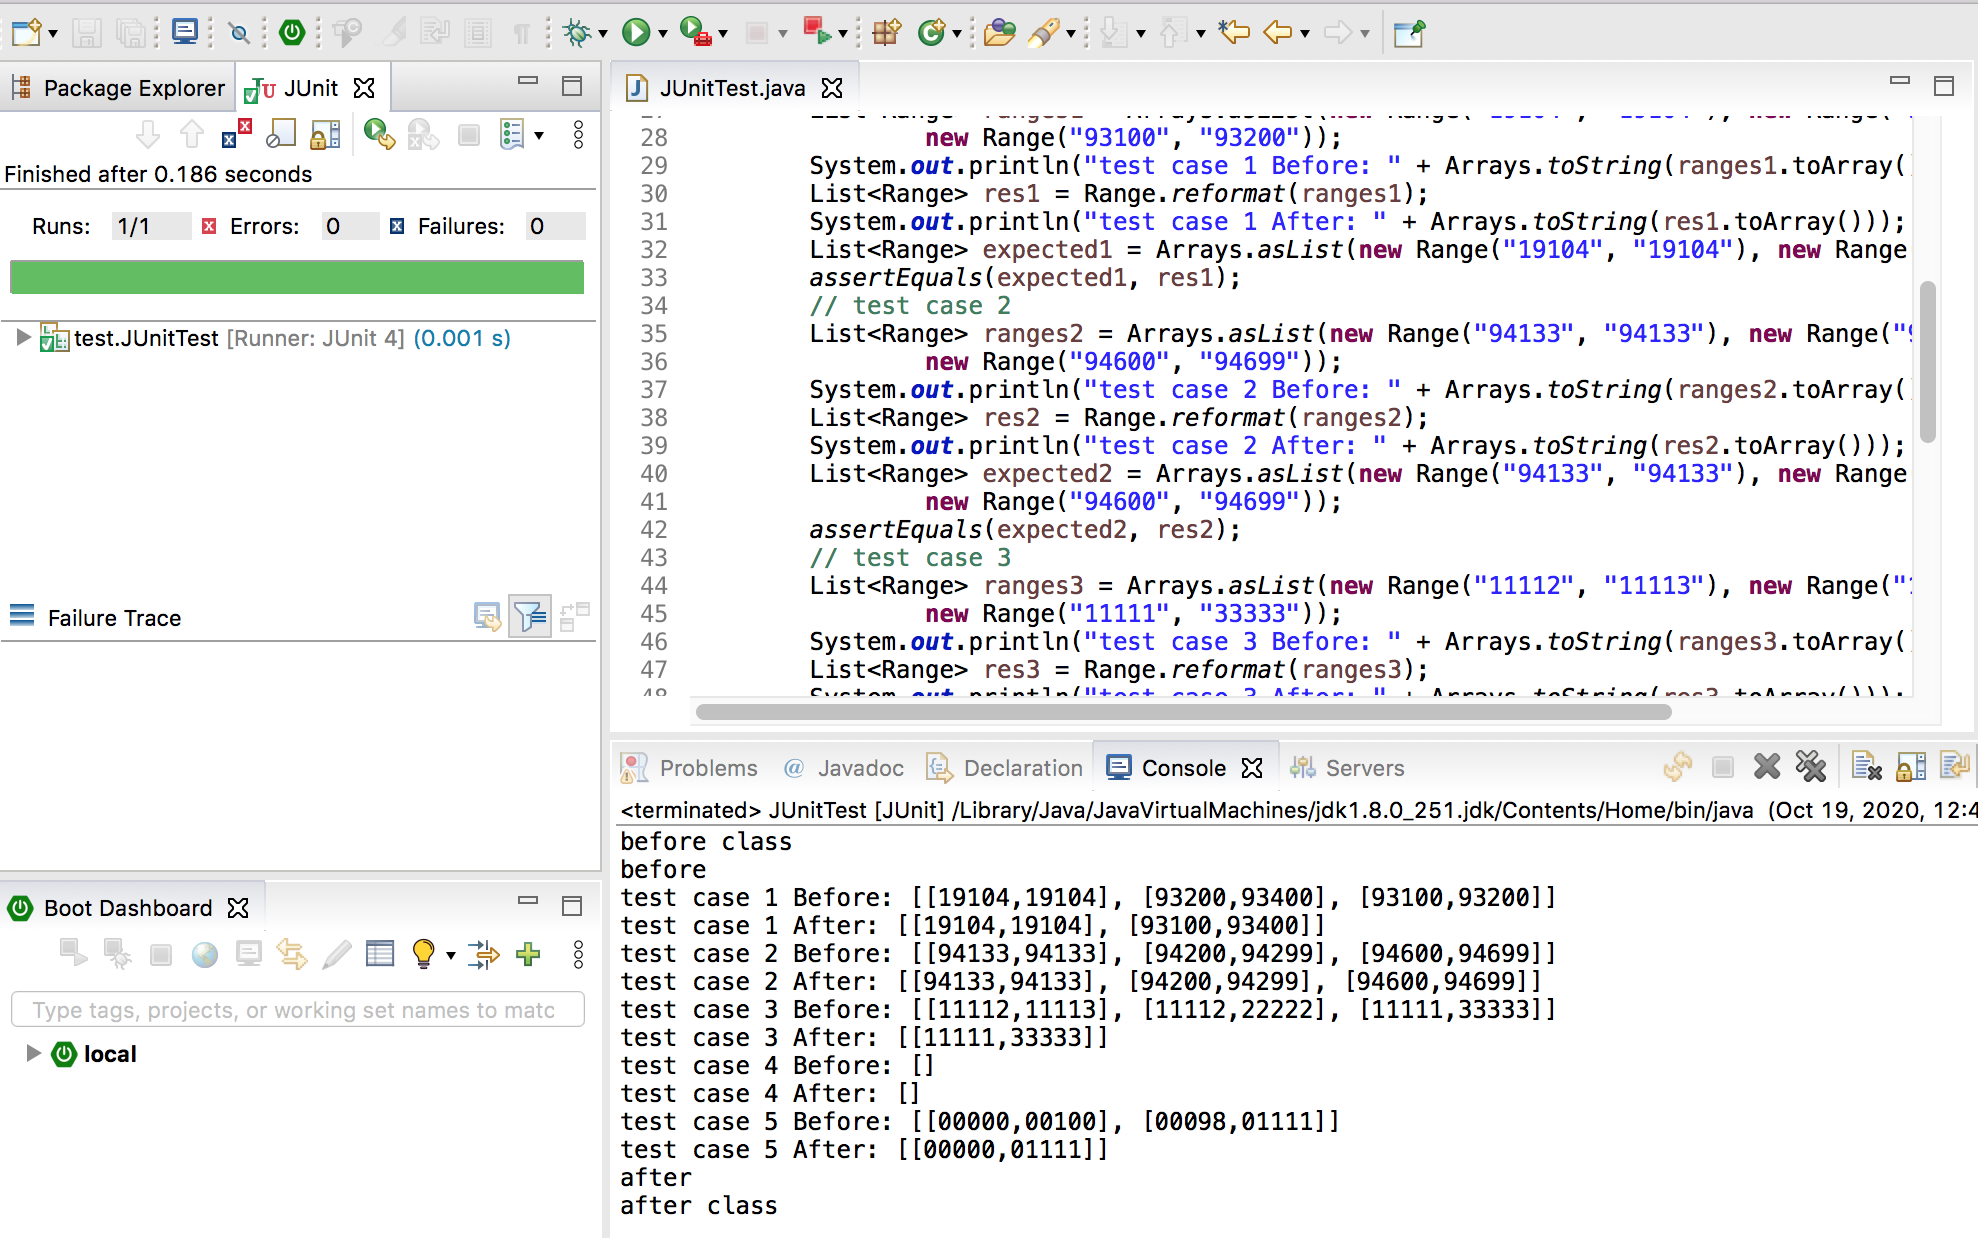 Package Explorer
JUnit
Finished after 0.186 seconds
Runs: 1/1 Errors: 0 Failures: 0
test.JUnitTest [Runner: JUnit 4] (0.001 s)
Failure Trace
Boot Dashboard
Type tags, projects, or working set names to matc
local
JUnitTest.java
28 new Range("93100", "93200"));
29 System.out.println("test case 1 Before: " + Arrays.toString(ranges1.toArray()
30 List<Range> res1 = Range.reformat(ranges1);
31 System.out.println("test case 1 After: " + Arrays.toString(res1.toArray()));
32 List<Range> expected1 = Arrays.asList(new Range("19104", "19104"), new Range
33 assertEquals(expected1, res1);
34 // test case 2
35 List<Range> ranges2 = Arrays.asList(new Range("94133", "94133"), new Range("9
36 new Range("94600", "94699"));
37 System.out.println("test case 2 Before: " + Arrays.toString(ranges2.toArray()
38 List<Range> res2 = Range.reformat(ranges2);
39 System.out.println("test case 2 After: " + Arrays.toString(res2.toArray()));
40 List<Range> expected2 = Arrays.asList(new Range("94133", "94133"), new Range
41 new Range("94600", "94699"));
42 assertEquals(expected2, res2);
43 // test case 3
44 List<Range> ranges3 = Arrays.asList(new Range("11112", "11113"), new Range("
45 new Range("11111", "33333"));
46 System.out.println("test case 3 Before: " + Arrays.toString(ranges3.toArray()
47 List<Range> res3 = Range.reformat(ranges3);
48 System.out.println("test case 3 After: " + Arrays.toString(res3.toArray()));
Problems @ Javadoc Declaration Console Servers
<terminated> JUnitTest [JUnit] /Library/Java/JavaVirtualMachines/jdk1.8.0_251.jdk/Contents/Home/bin/java (Oct 19, 2020, 12:4
before class
before
test case 1 Before: [[19104,19104], [93200,93400], [93100,93200]]
test case 1 After: [[19104,19104], [93100,93400]]
test case 2 Before: [[94133,94133], [94200,94299], [94600,94699]]
test case 2 After: [[94133,94133], [94200,94299], [94600,94699]]
test case 3 Before: [[11112,11113], [11112,22222], [11111,33333]]
test case 3 After: [[11111,33333]]
test case 4 Before: []
test case 4 After: []
test case 5 Before: [[00000,00100], [00098,01111]]
test case 5 After: [[00000,01111]]
after
after class